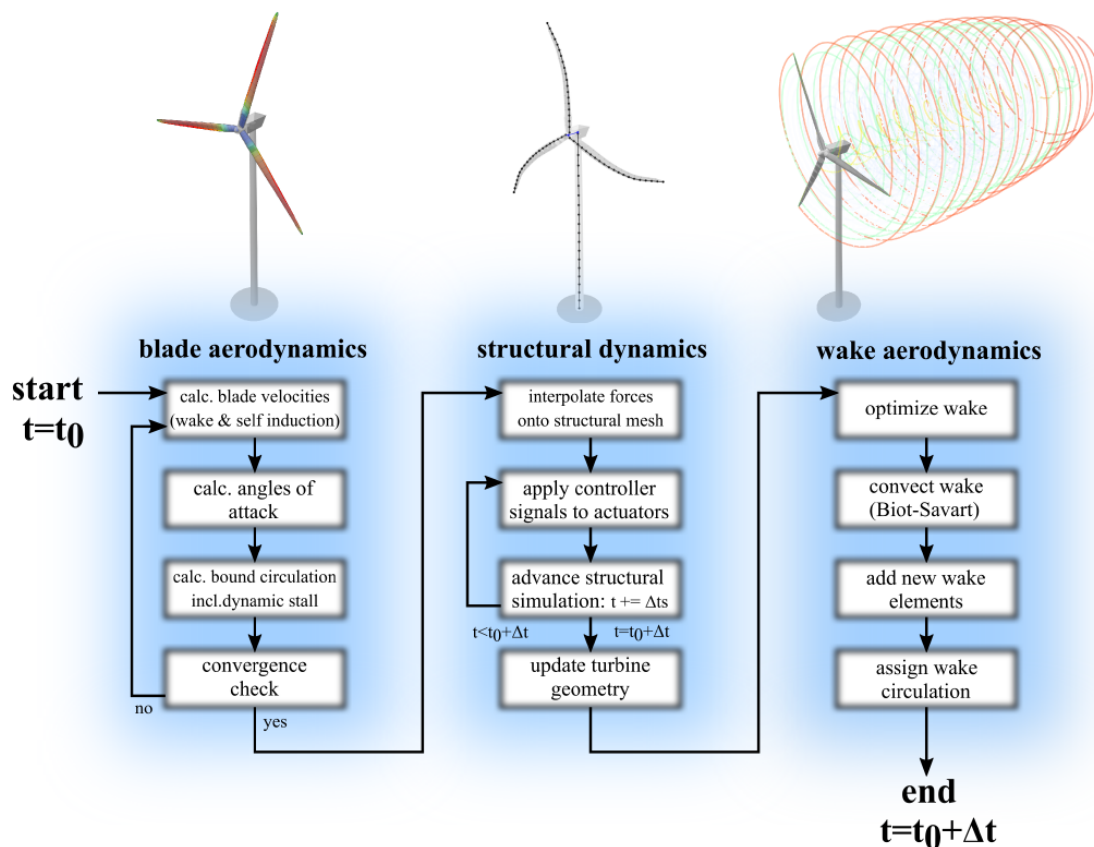 blade aerodynamics
start
t=t0
calc. blade velocities
(wake & self induction)
calc. angles of
attack
calc. bound circulation
incl.dynamic stall
convergence
check
no
yes
structural dynamics
interpolate forces
onto structural mesh
apply controller
signals to actuators
advance structural
simulation: t += Δts
t<t0+Δt
t=t0+Δt
update turbine
geometry
wake aerodynamics
optimize wake
convect wake
(Biot-Savart)
add new wake
elements
assign wake
circulation
end
t=t0+Δt